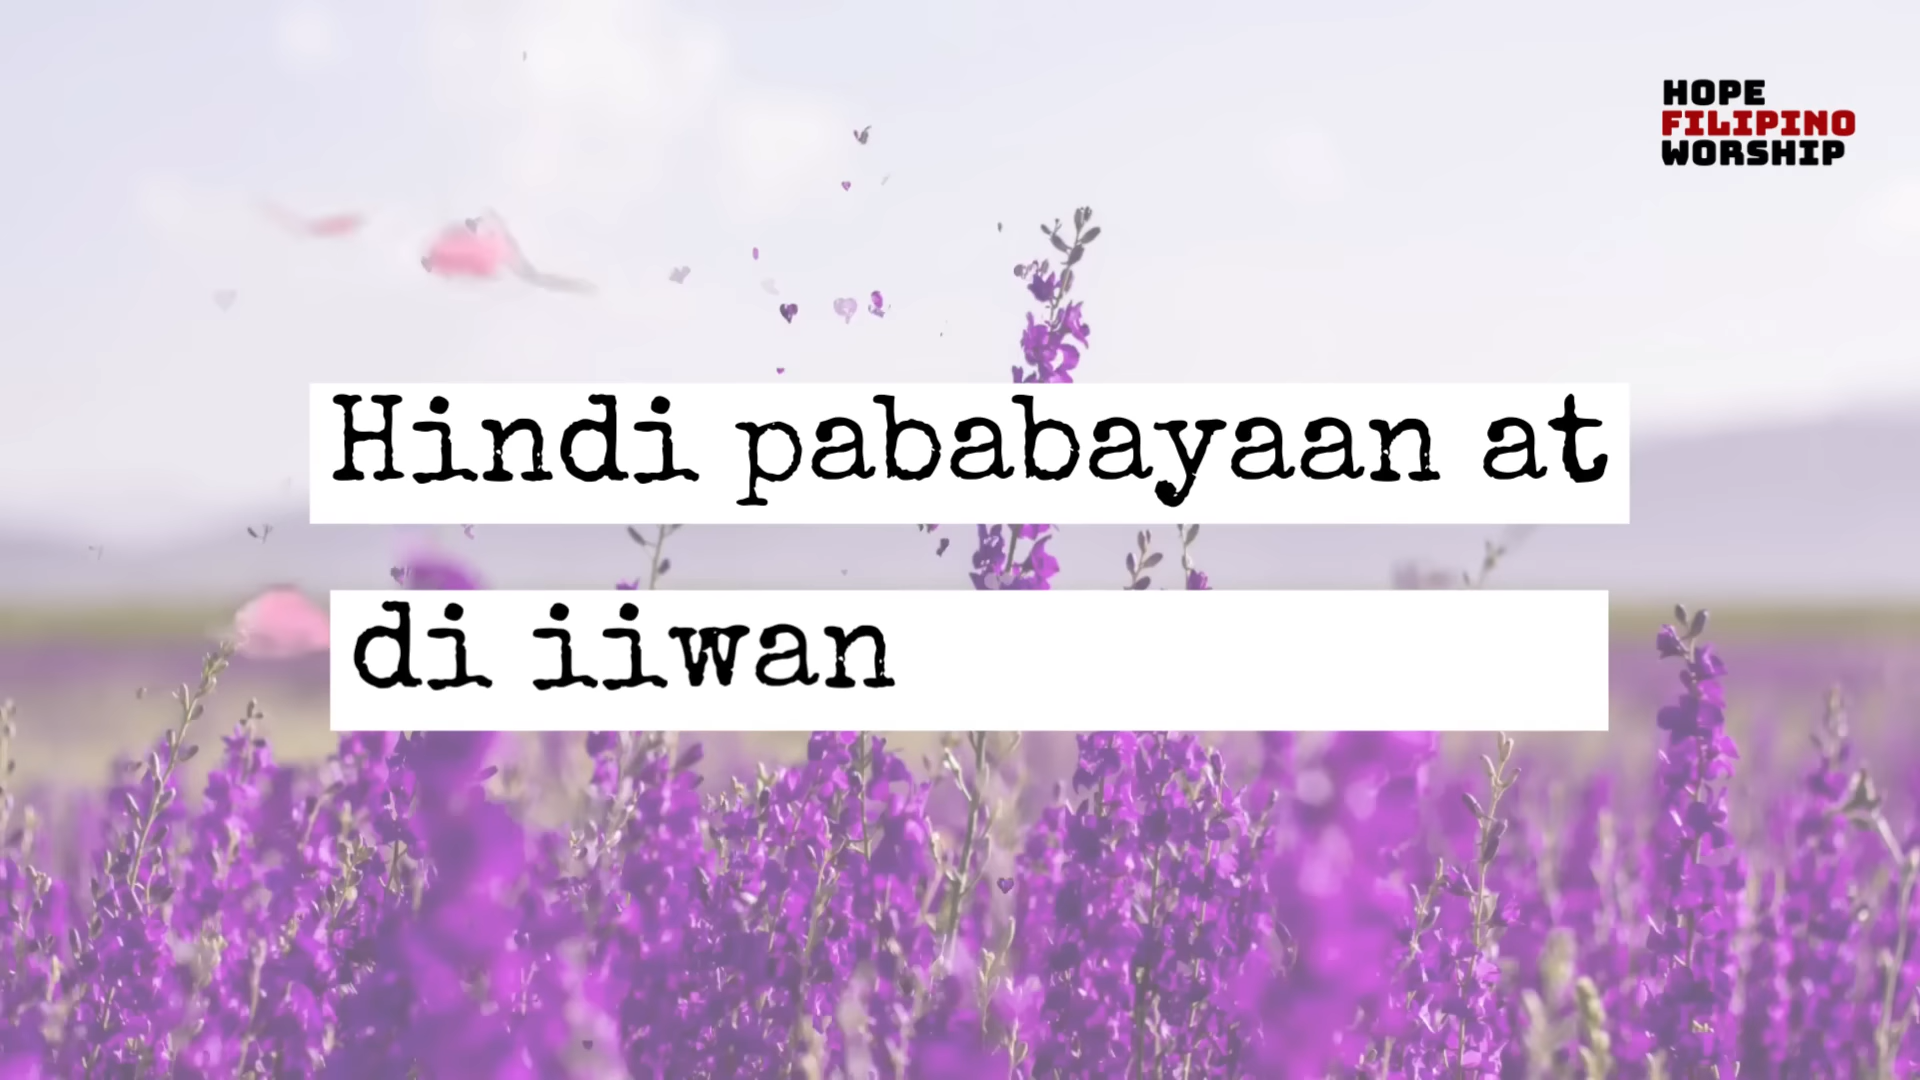 HOPE
FILIPINO
WORSHIP
Hindi pababayaan at
di iiwan